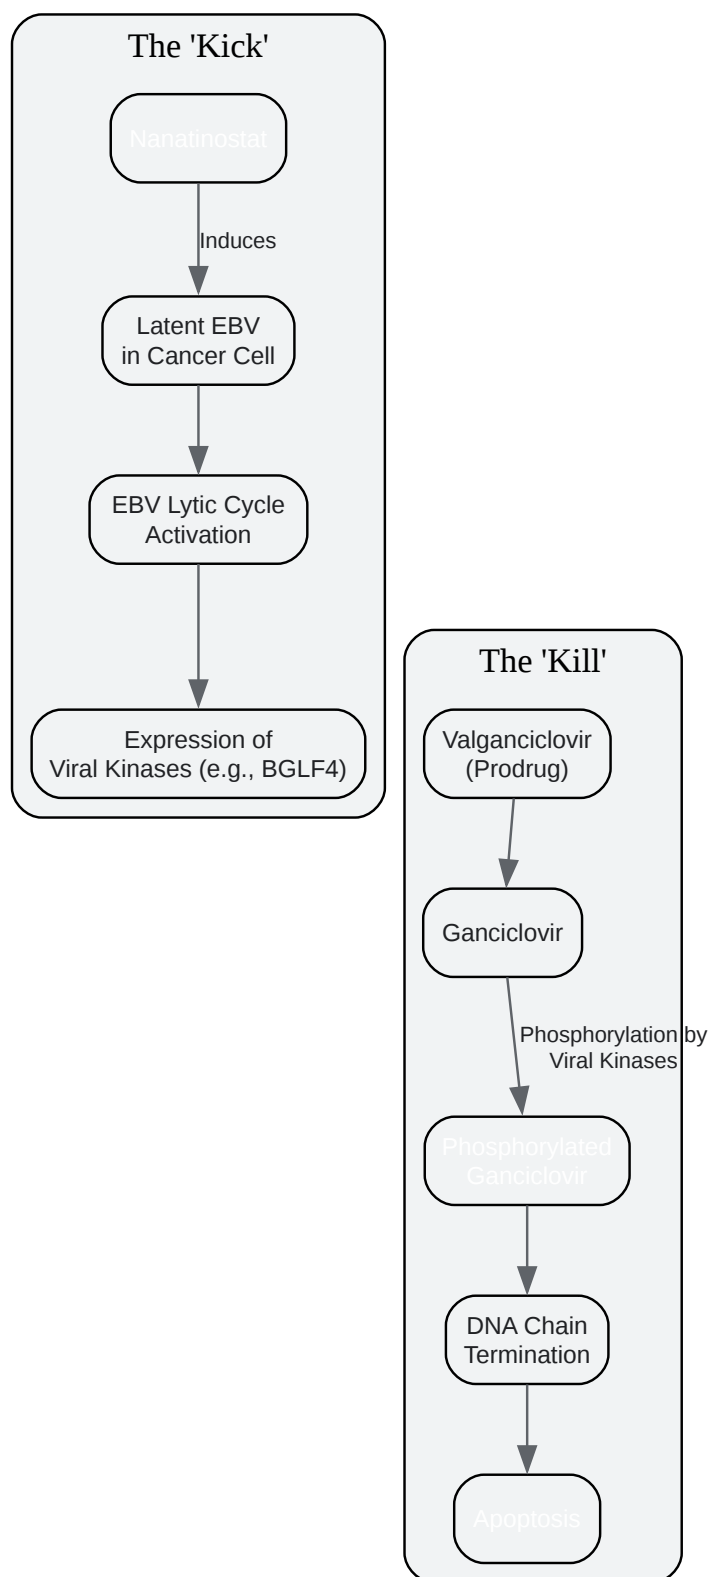 The 'Kick'
Nanatinostat
Induces
Latent EBV
in Cancer Cell
EBV Lytic Cycle
Activation
Expression of
Viral Kinases (e.g., BGLF4)
The 'Kill'
Valganciclovir
(Prodrug)
Ganciclovir
Phosphorylation by
Viral Kinases
Phosphorylated
Ganciclovir
DNA Chain
Termination
Apoptosis